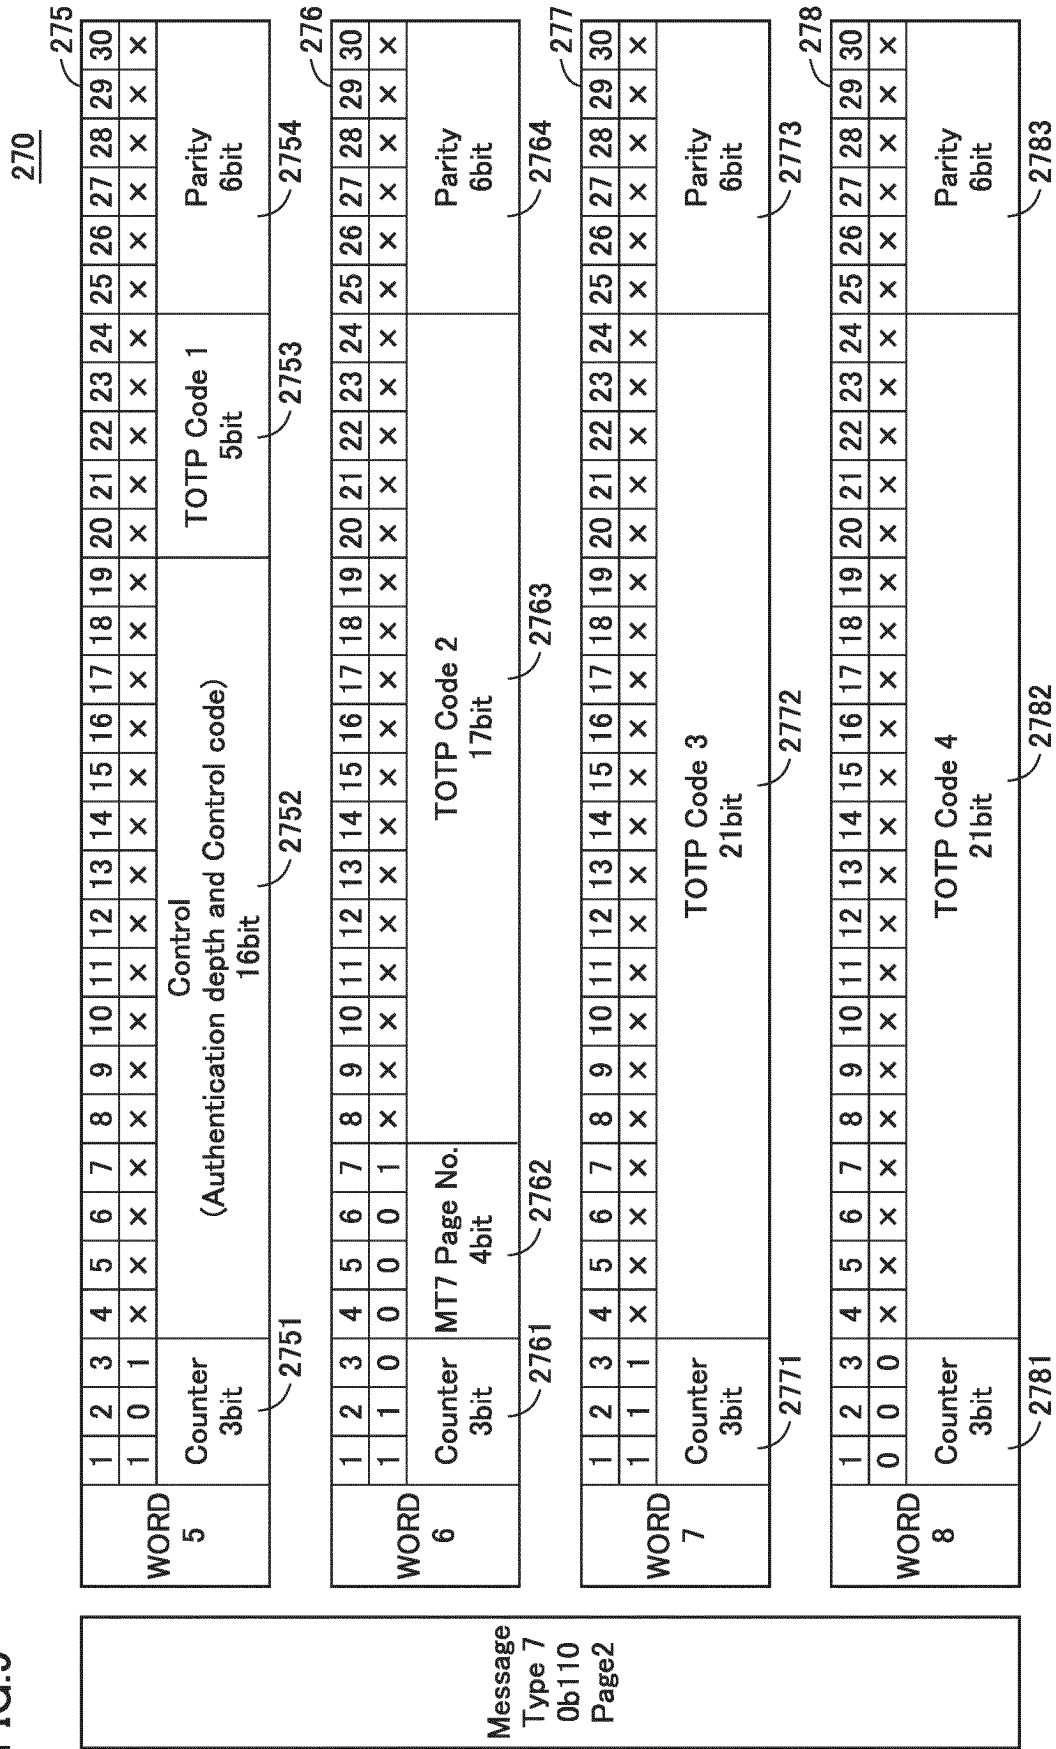 FIG.
270
Message
Type 7
0b110
Page2
275
WORD
5
1 2 3 4 5 6 7 8 9 10 11 12 13 14 15 16 17 18 19 20 21 22 23 24 25 26 27 28 29 30
1 0 1 × × × × × × × × × × × × × × × × × × × × × × × × × × ×
Counter
3bit
Control
(Authentication depth and Control code)
16bit
TOTP Code 1
5bit
Parity
6bit
2751 2752 2753 2754
276
WORD
6
1 2 3 4 5 6 7 8 9 10 11 12 13 14 15 16 17 18 19 20 21 22 23 24 25 26 27 28 29 30
1 1 0 0 0 0 1 × × × × × × × × × × × × × × × × × × × × × × ×
Counter
3bit
MT7 Page No.
4bit
TOTP Code 2
17bit
Parity
6bit
2761 2762 2763 2764
277
WORD
7
1 2 3 4 5 6 7 8 9 10 11 12 13 14 15 16 17 18 19 20 21 22 23 24 25 26 27 28 29 30
1 1 1 × × × × × × × × × × × × × × × × × × × × × × × × × × ×
Counter
3bit
TOTP Code 3
21bit
Parity
6bit
2771 2772 2773
278
WORD
8
1 2 3 4 5 6 7 8 9 10 11 12 13 14 15 16 17 18 19 20 21 22 23 24 25 26 27 28 29 30
0 0 0 × × × × × × × × × × × × × × × × × × × × × × × × × × ×
Counter
3bit
TOTP Code 4
21bit
Parity
6bit
2781 2782 2783